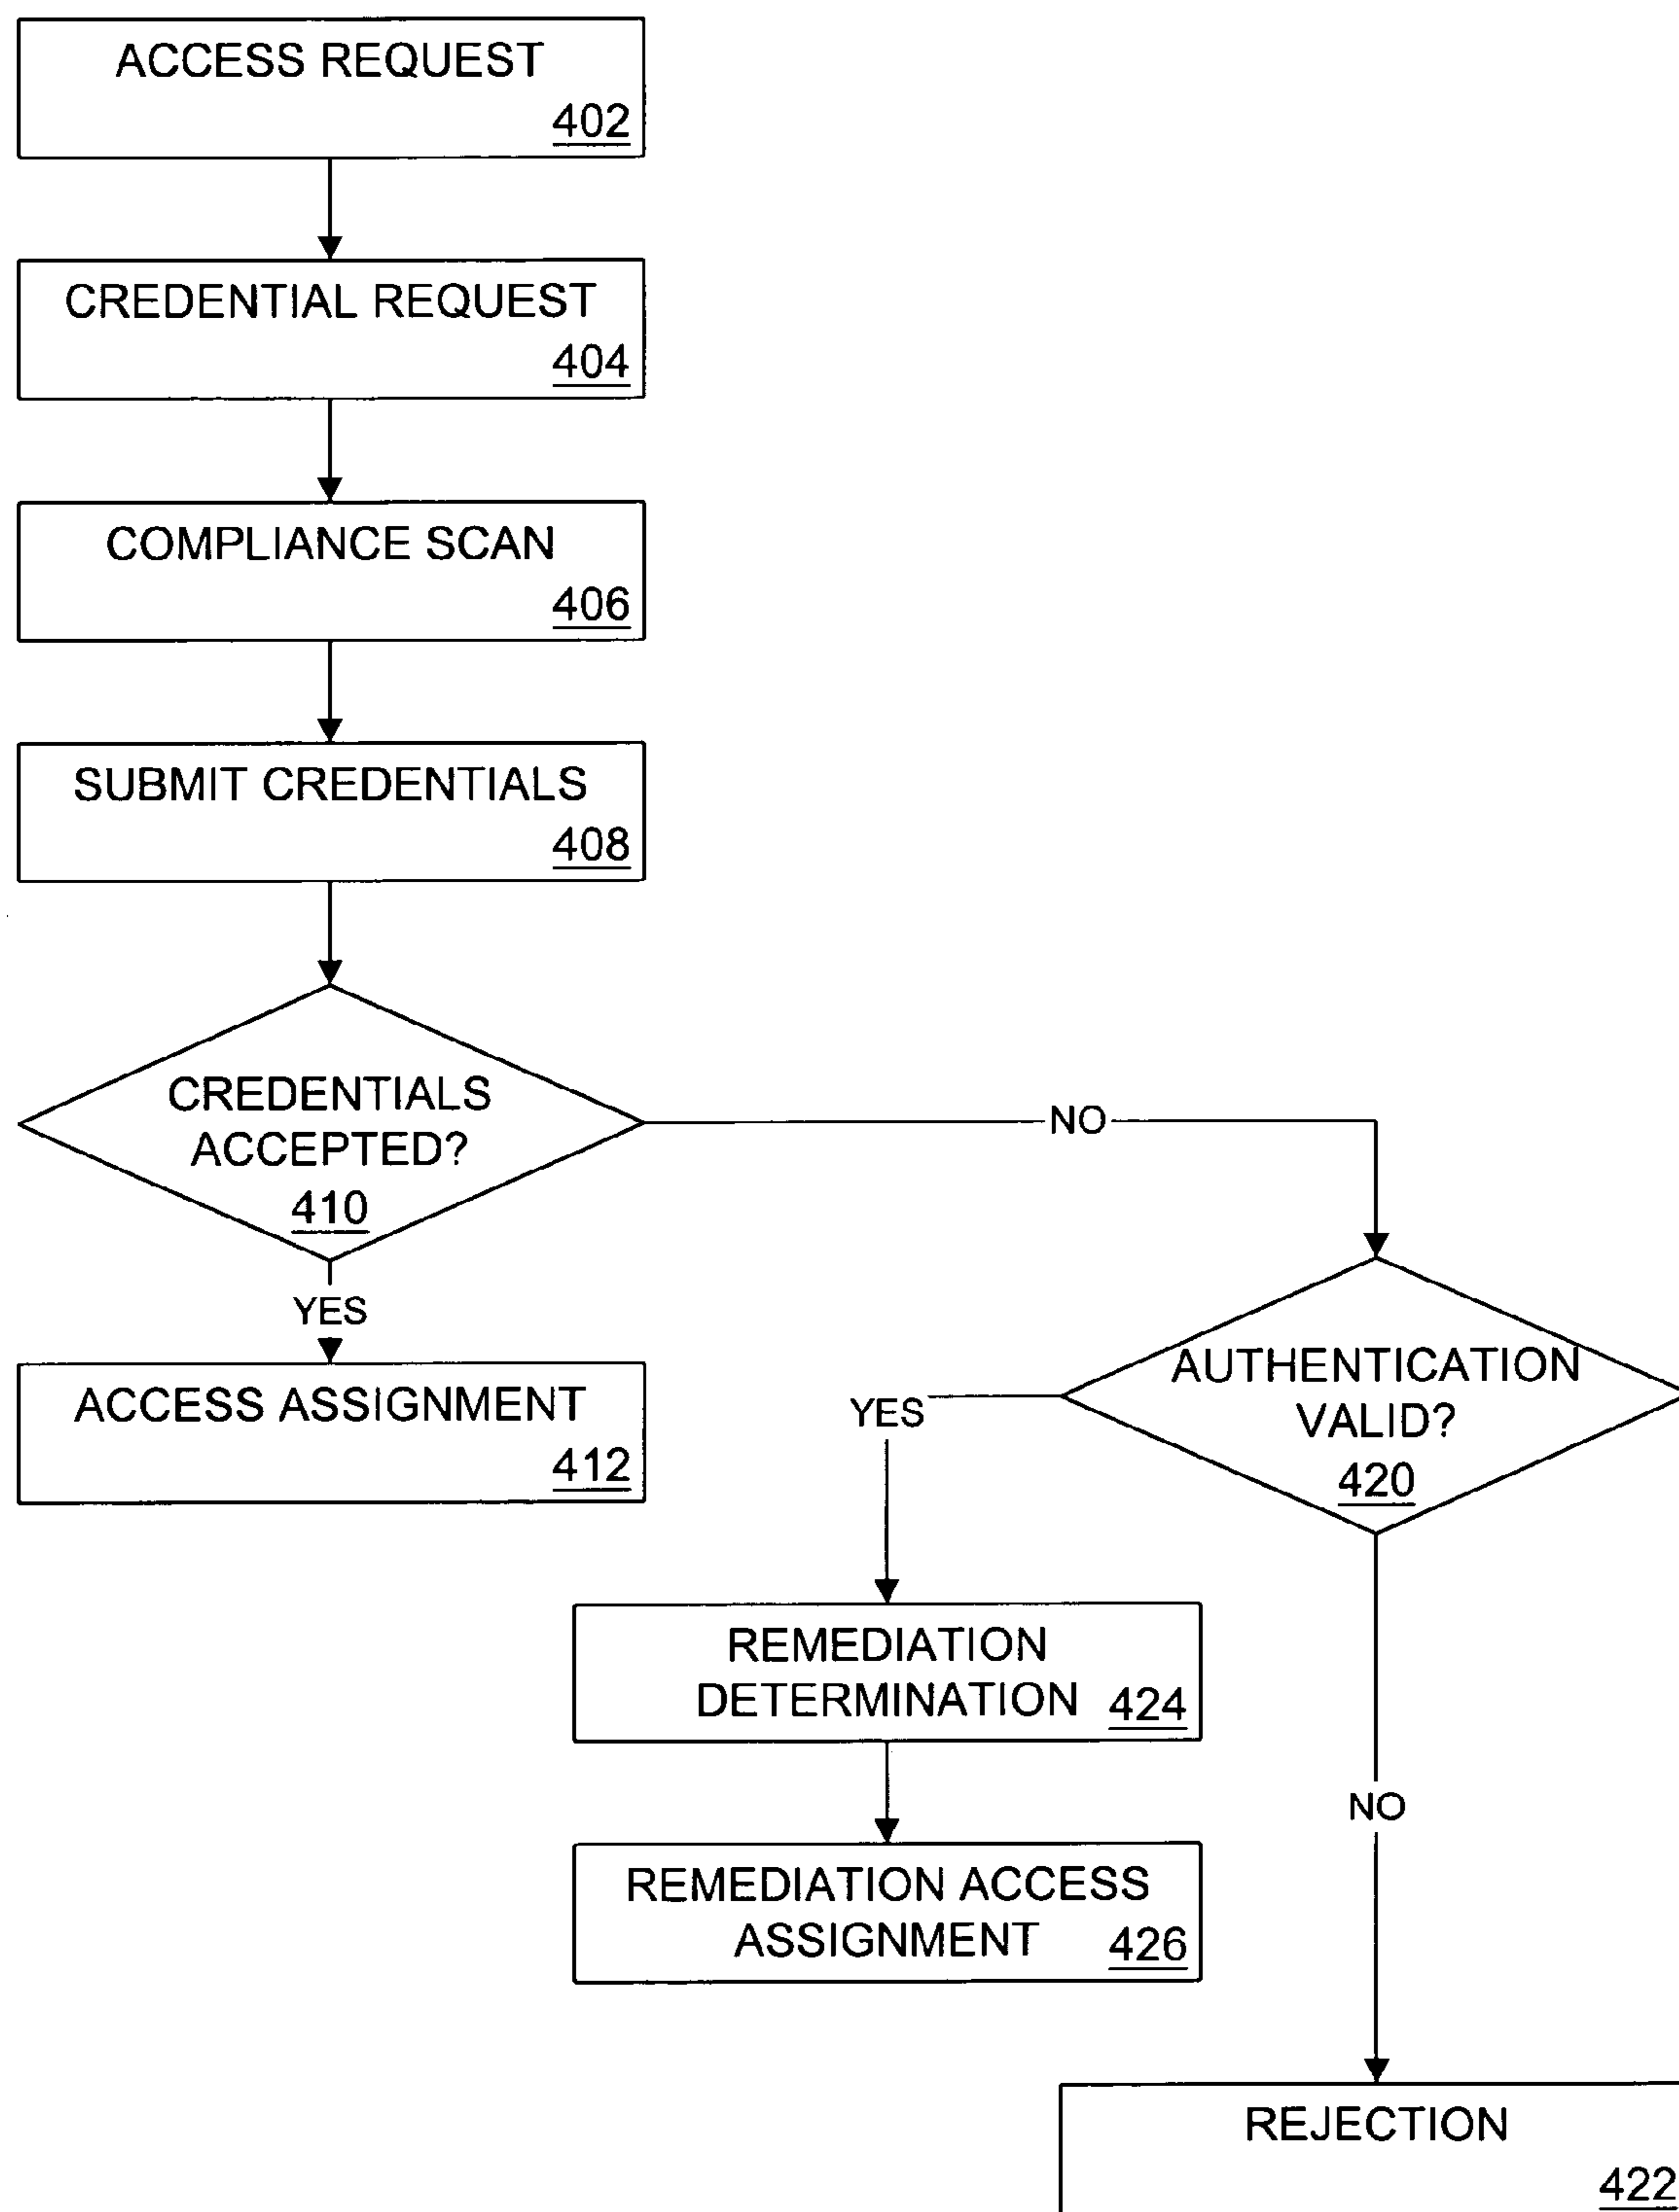 ACCESS REQUEST
402
CREDENTIAL REQUEST
404
COMPLIANCE SCAN
406
SUBMIT CREDENTIALS
408
CREDENTIALS
ACCEPTED?
410
NO
YES
ACCESS ASSIGNMENT
412
AUTHENTICATION
VALID?
420
YES
REMEDIATION
DETERMINATION 424
REMEDIATION ACCESS
ASSIGNMENT 426
NO
REJECTION
422